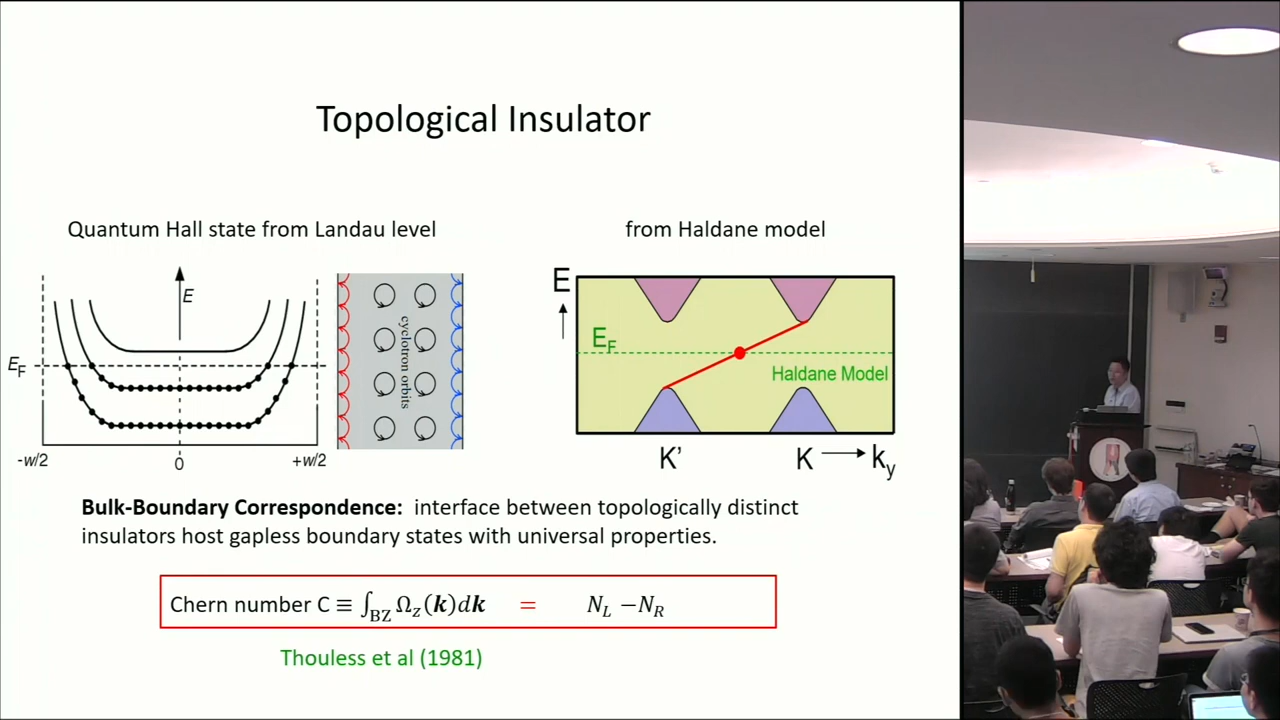 Topological Insulator
Quantum Hall state from Landau level
from Haldane model
E
E_F
-w/2
0
+w/2
cyclotron orbits
E
E_F
Haldane Model
K’
K
k_y
Bulk-Boundary Correspondence: interface between topologically distinct
insulators host gapless boundary states with universal properties.
Chern number C ≡ ∫_BZ Ω_z(𝒌)d𝒌 = N_L −N_R
Thouless et al (1981)